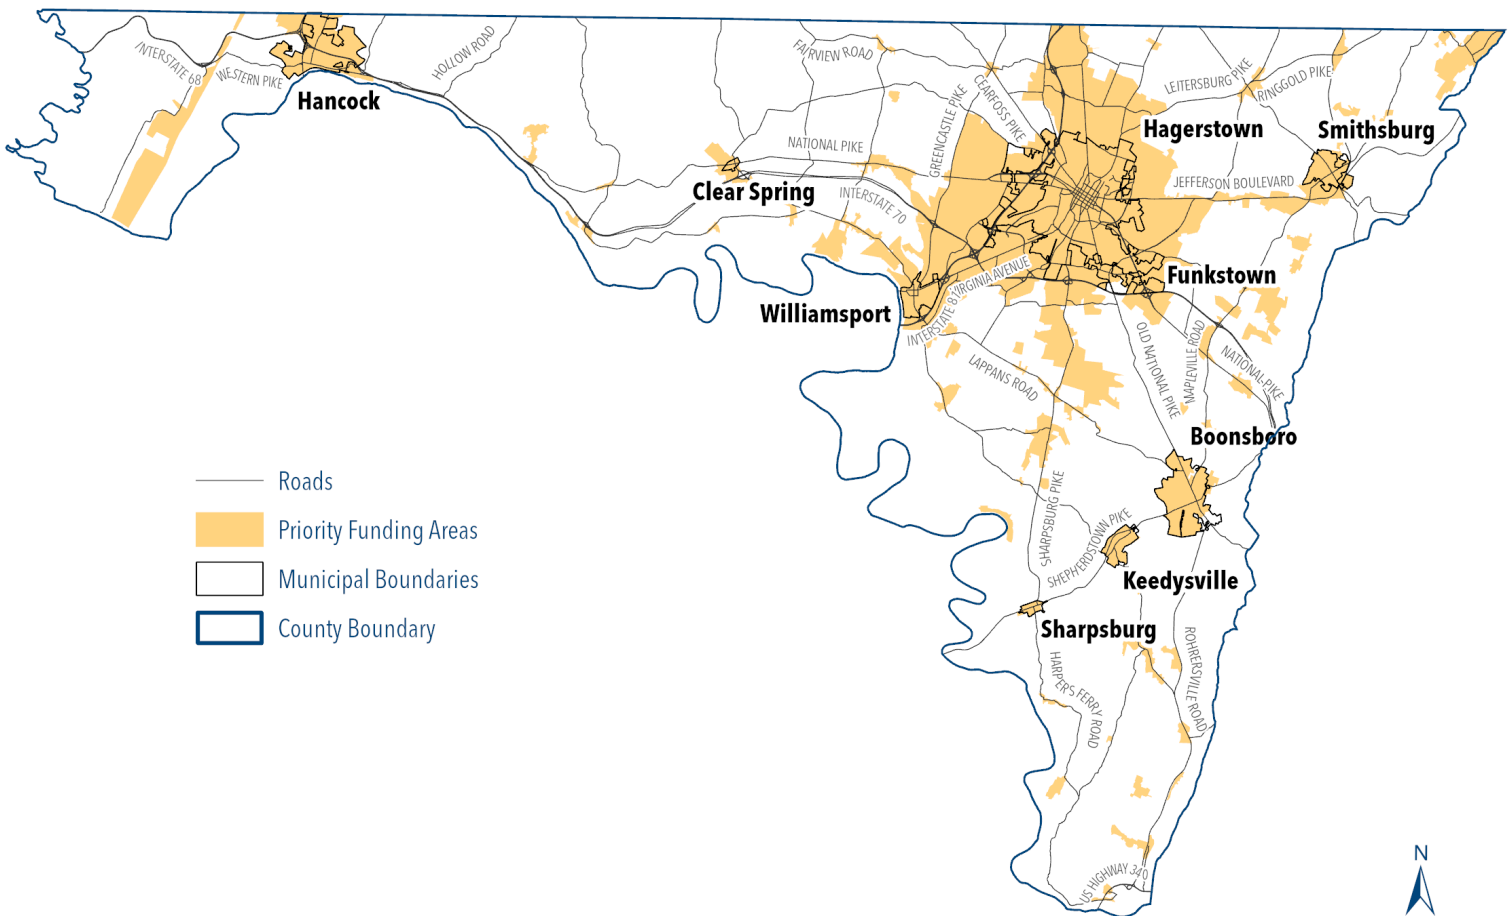 INTERSTATE 68
WESTERN PIKE
Hancock
HOLLOW ROAD
FAIRVIEW ROAD
CEARFOSS PIKE
GREENCASTLE PIKE
NATIONAL PIKE
Clear Spring
INTERSTATE 70
LEITERSBURG PIKE
RINGGOLD PIKE
Hagerstown
Smithsburg
JEFFERSON BOULEVARD
Funkstown
VIRGINIA AVENUE
INTERSTATE 81
Williamsport
LAPPANS ROAD
OLD NATIONAL PIKE
MAPLEVILLE ROAD
NATIONAL PIKE
Boonsboro
SHARPSBURG PIKE
SHEPHERDSTOWN PIKE
Keedysville
Sharpsburg
HARPERS FERRY ROAD
ROHRERSVILLE ROAD
US HIGHWAY 340
Roads
Priority Funding Areas
Municipal Boundaries
County Boundary
N